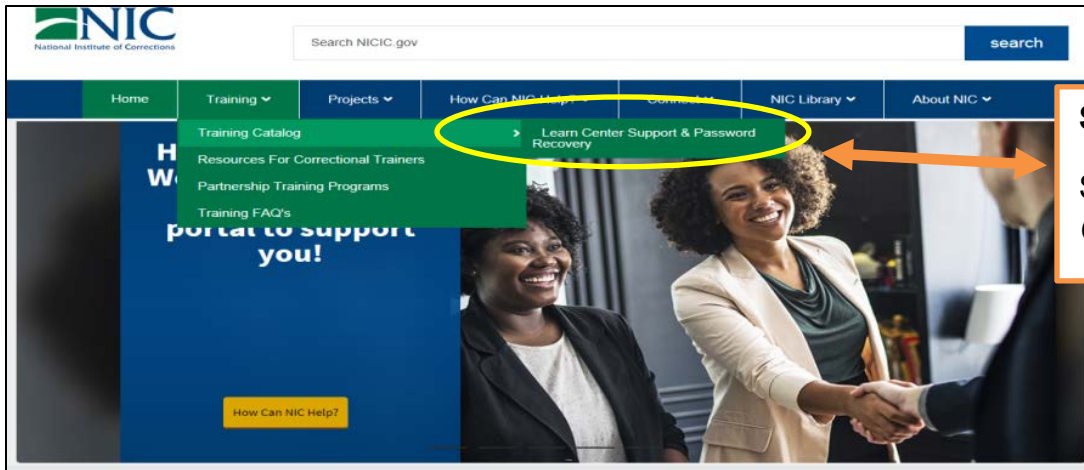 NIC
National Institute of Corrections
Search NICIC.gov
search
Home
Training
Projects
How Can NIC Help?
Connect
NIC Library
About NIC
Training Catalog
Learn Center Support & Password
Recovery
Resources For Correctional Trainers
Partnership Training Programs
Training FAQ's
portal to support
you!
How Can NIC Help?